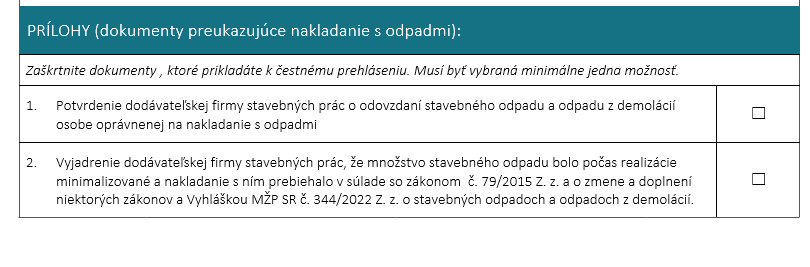 PRÍLOHY (dokumenty preukazujúce nakladanie s odpadmi):
Zaškrtnite dokumenty , ktoré prikladáte k čestnému prehláseniu. Musí byť vybraná minimálne jedna možnosť.
1. Potvrdenie dodávateľskej firmy stavebných prác o odovzdaní stavebného odpadu a odpadu z demolácií
osobe oprávnenej na nakladanie s odpadmi
☐
2. Vyjadrenie dodávateľskej firmy stavebných prác, že množstvo stavebného odpadu bolo počas realizácie
minimalizované a nakladanie s ním prebiehalo v súlade so zákonom  č. 79/2015 Z. z. a o zmene a doplnení
niektorých zákonov a Vyhláškou MŽP SR č. 344/2022 Z. z. o stavebných odpadoch a odpadoch z demolácií.
☐